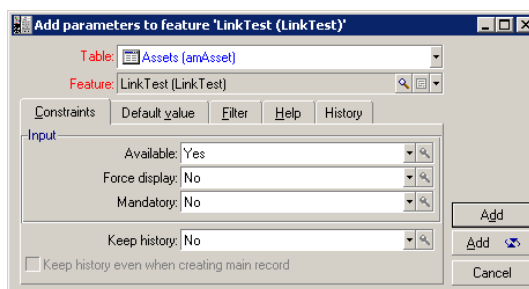 Add parameters to feature 'LinkTest (LinkTest)'
Table: Assets (amAsset)
Feature: LinkTest (LinkTest)
Constraints Default value Filter Help History
Input
Available: Yes
Force display: No
Mandatory: No
Keep history: No
Keep history even when creating main record
Add
Add
Cancel